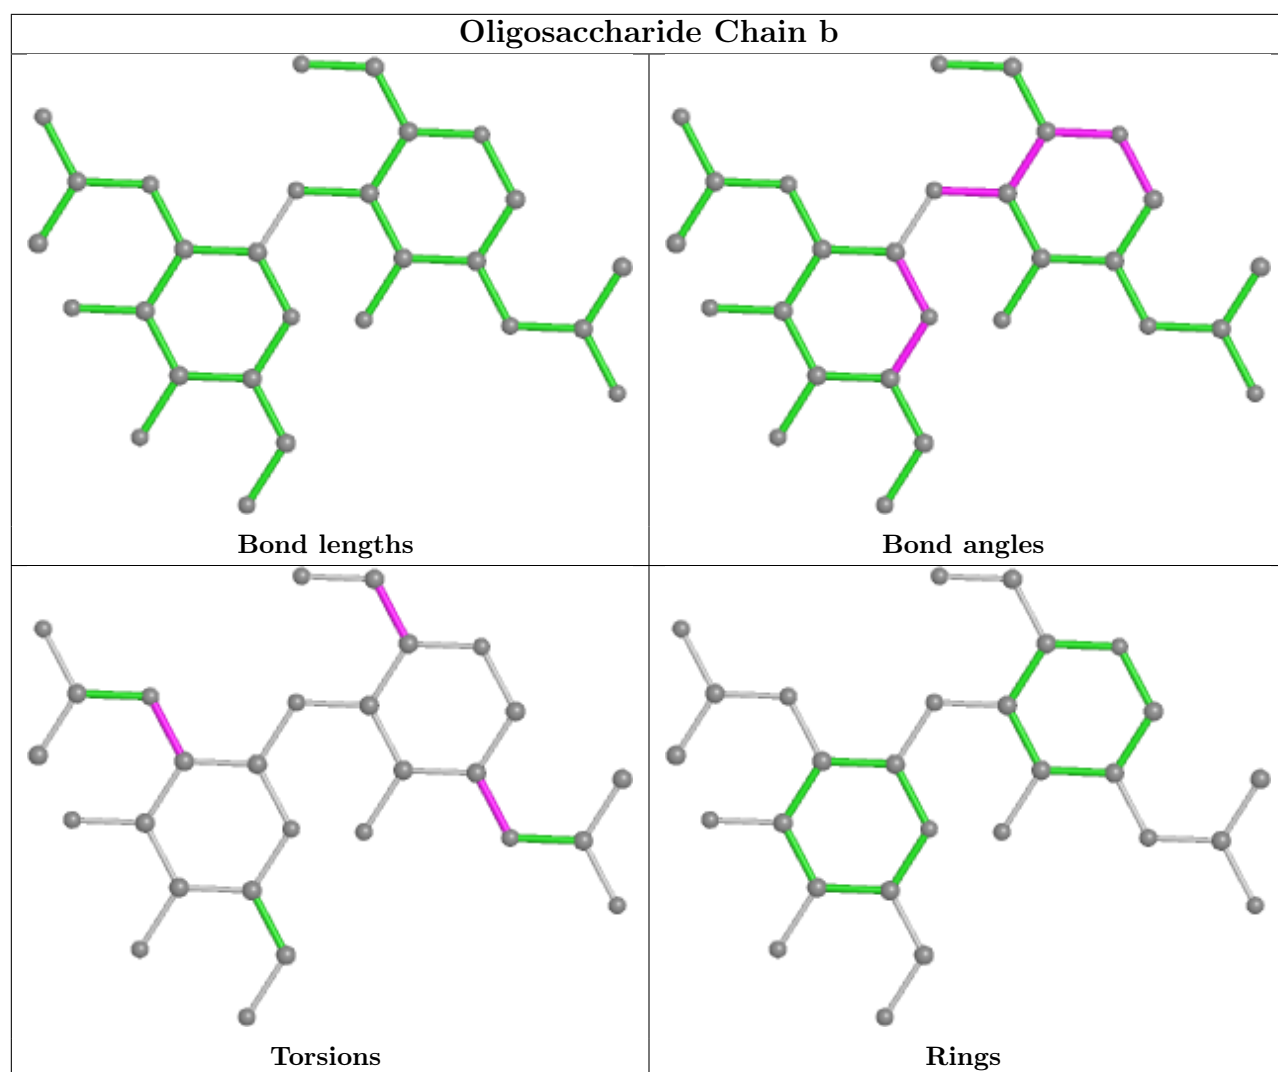 Oligosaccharide Chain b
Bond lengths
Bond angles
Torsions
Rings